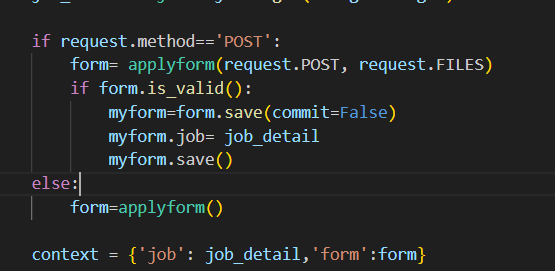 if request.method=='POST':
form= applyform(request.POST, request.FILES)
if form.is_valid():
myform=form.save(commit=False)
myform.job= job_detail
myform.save()
else:
form=applyform()
context = {'job': job_detail,'form':form}